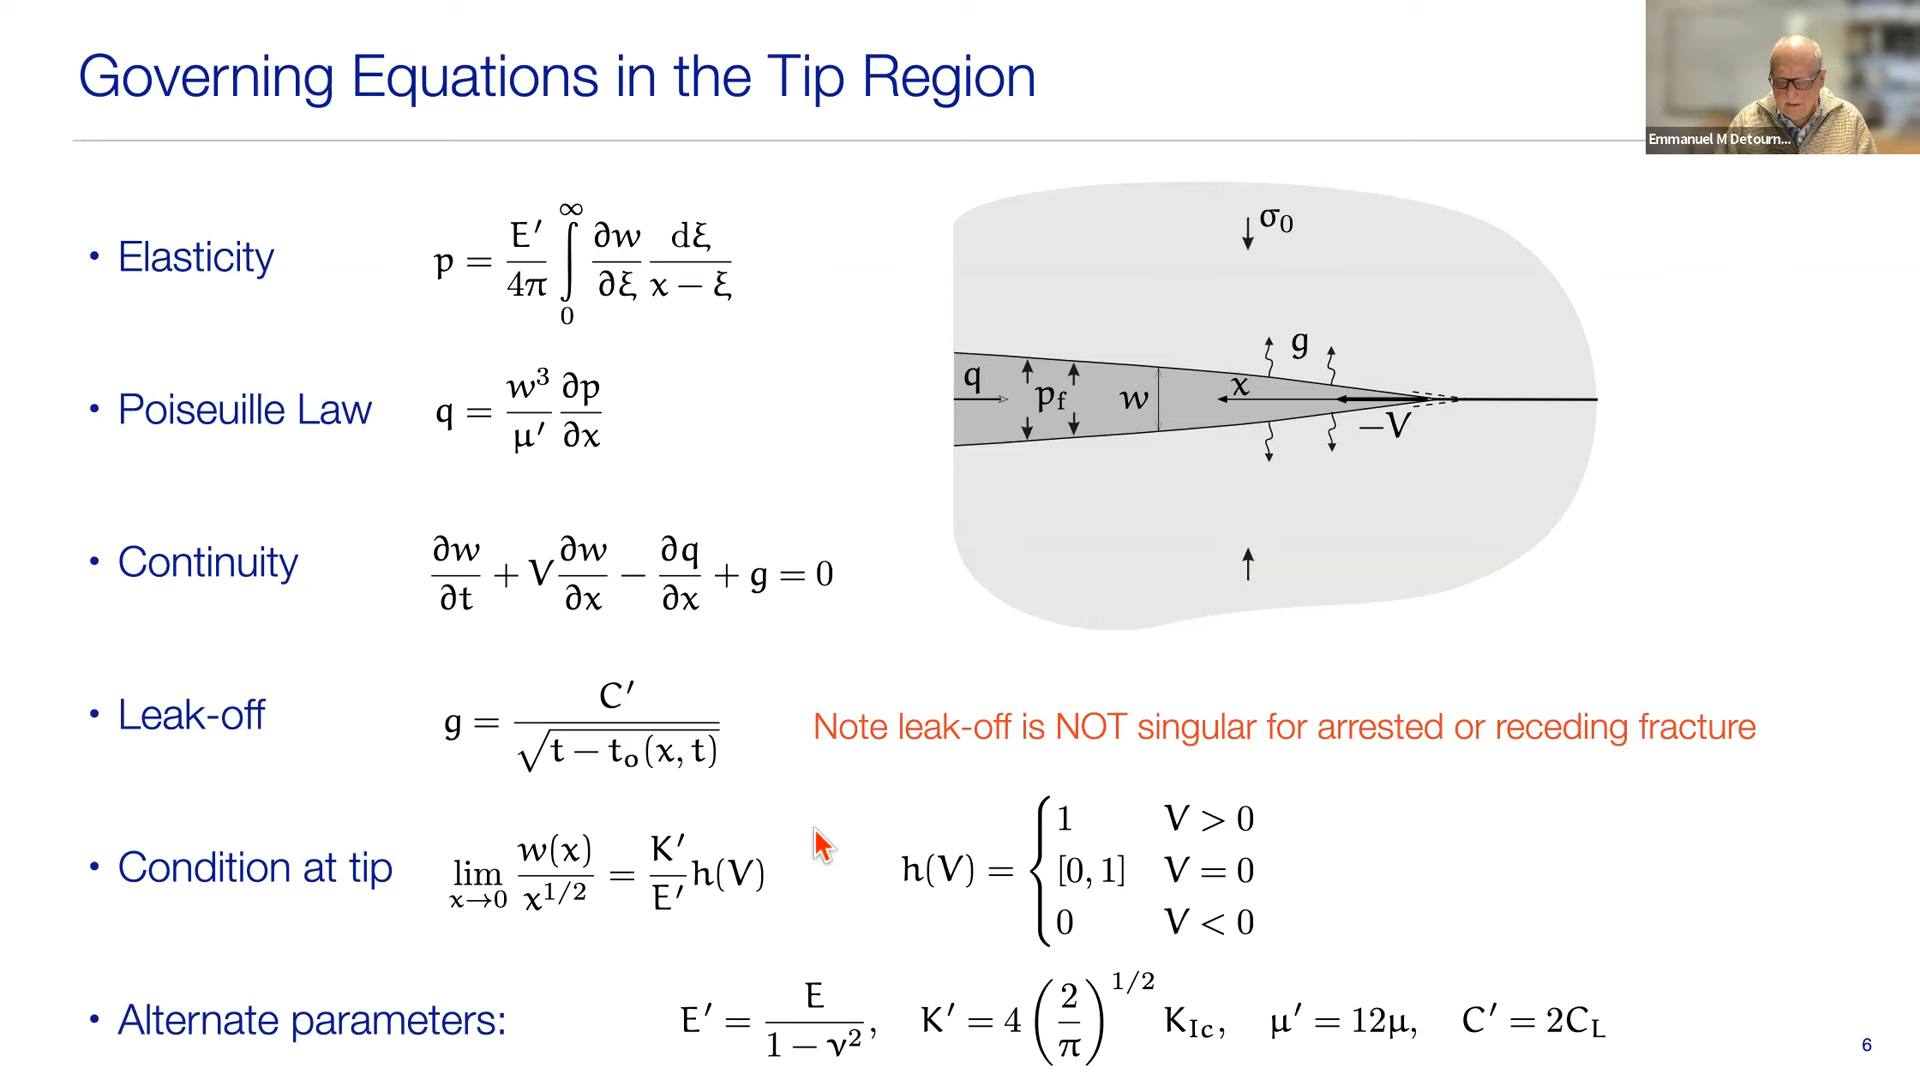 Governing Equations in the Tip Region
Emmanuel M Detourn...
• Elasticity p = E′/4π ∫₀^∞ ∂w/∂ξ dξ/(x − ξ)
• Poiseuille Law q = w³/μ′ ∂p/∂x
• Continuity ∂w/∂t + V ∂w/∂x − ∂q/∂x + g = 0
• Leak-off g = C′/√(t − t₀(x, t))
Note leak-off is NOT singular for arrested or receding fracture
• Condition at tip lim x→0 w(x)/x^1/2 = K′/E′ h(V)
h(V) = { 1 V > 0
[0, 1] V = 0
0 V < 0
• Alternate parameters: E′ = E/(1 − ν²), K′ = 4 (2/π)^1/2 K_Ic, μ′ = 12μ, C′ = 2C_L
σ₀
g
q
p_f
w
x
−V
6